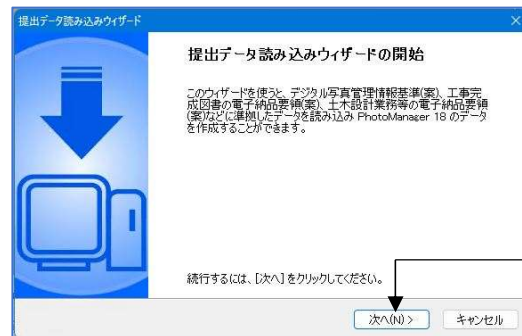 提出データ読み込みウィザード
提出データ読み込みウィザードの開始
このウィザードを使うと、デジタル写真管理情報基準(案)、工事完
成図書の電子納品要領(案)、土木設計業務等の電子納品要領
(案)などに準拠したデータを読み込み PhotoManager 18 のデータ
を作成することができます。
続行するには、[次へ]をクリックしてください。
次へ(N) >
キャンセル